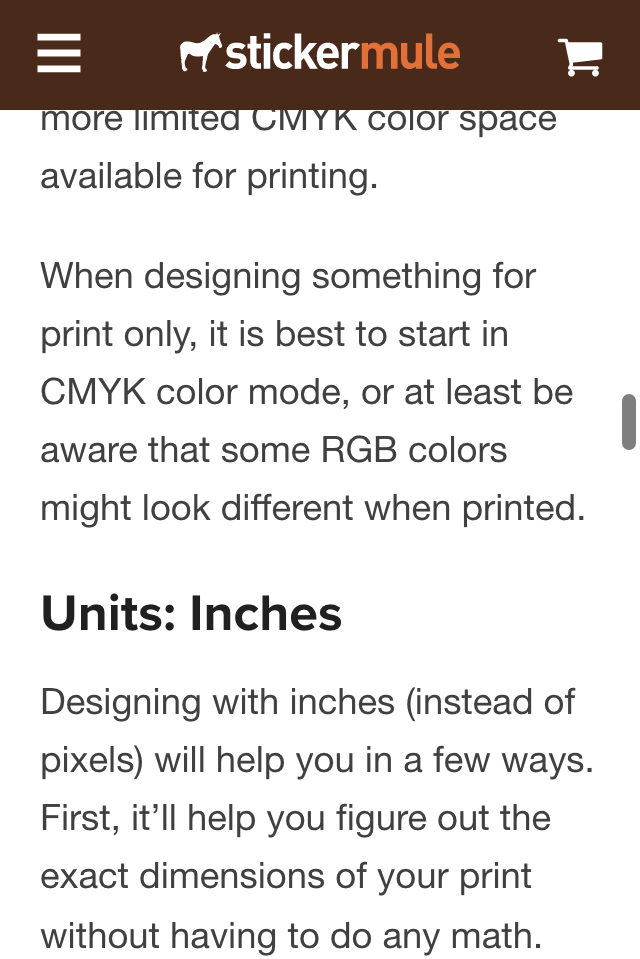 stickermule
more limited CMYK color space
available for printing.
When designing something for
print only, it is best to start in
CMYK color mode, or at least be
aware that some RGB colors
might look different when printed.
Units: Inches
Designing with inches (instead of
pixels) will help you in a few ways.
First, it’ll help you figure out the
exact dimensions of your print
without having to do any math.